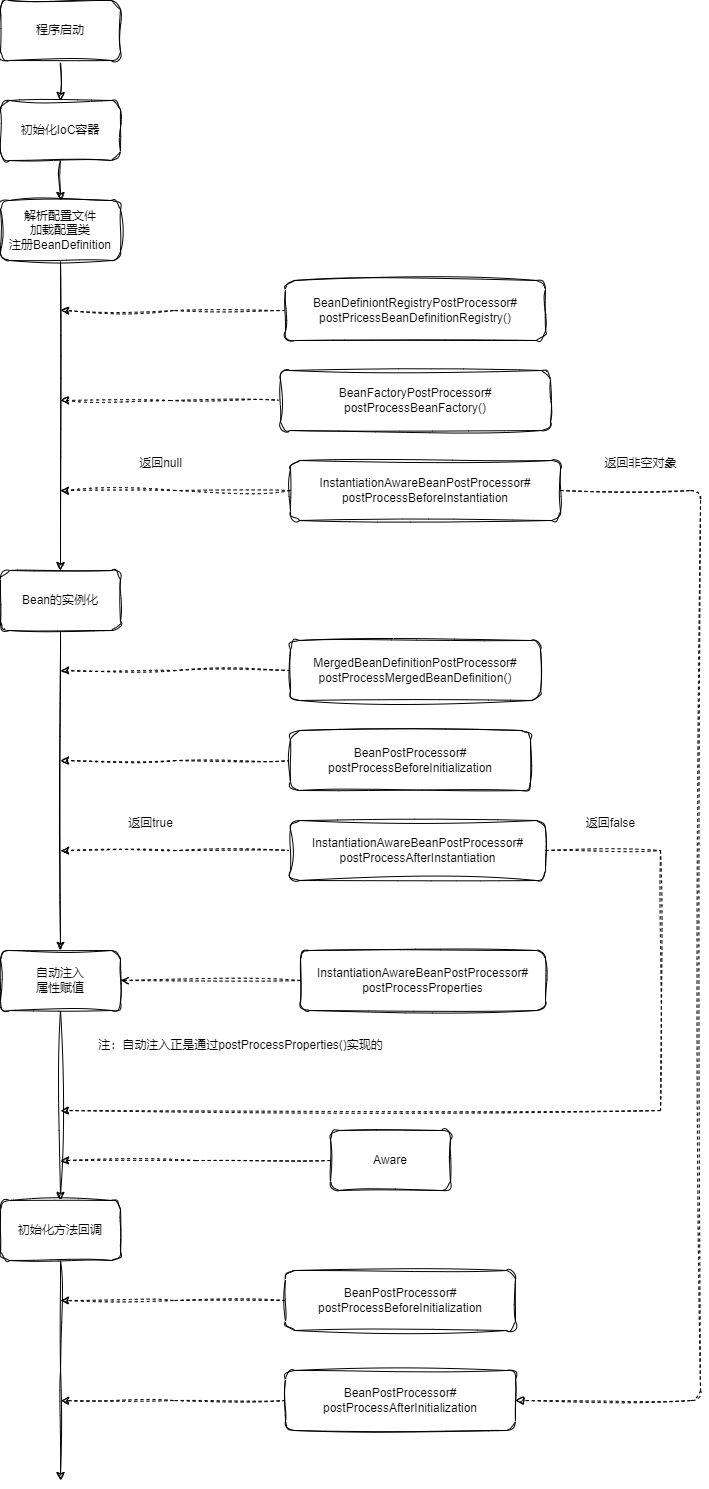 程序启动
初始化IoC容器
解析配置文件
加载配置类
注册BeanDefinition
BeanDefiniontRegistryPostProcessor#
postPricessBeanDefinitionRegistry()
BeanFactoryPostProcessor#
postProcessBeanFactory()
返回null
InstantiationAwareBeanPostProcessor#
postProcessBeforeInstantiation
返回非空对象
Bean的实例化
MergedBeanDefinitionPostProcessor#
postProcessMergedBeanDefinition()
BeanPostProcessor#
postProcessBeforeInitialization
返回true
InstantiationAwareBeanPostProcessor#
postProcessAfterInstantiation
返回false
自动注入
属性赋值
InstantiationAwareBeanPostProcessor#
postProcessProperties
注：自动注入正是通过postProcessProperties()实现的
Aware
初始化方法回调
BeanPostProcessor#
postProcessBeforeInitialization
BeanPostProcessor#
postProcessAfterInitialization